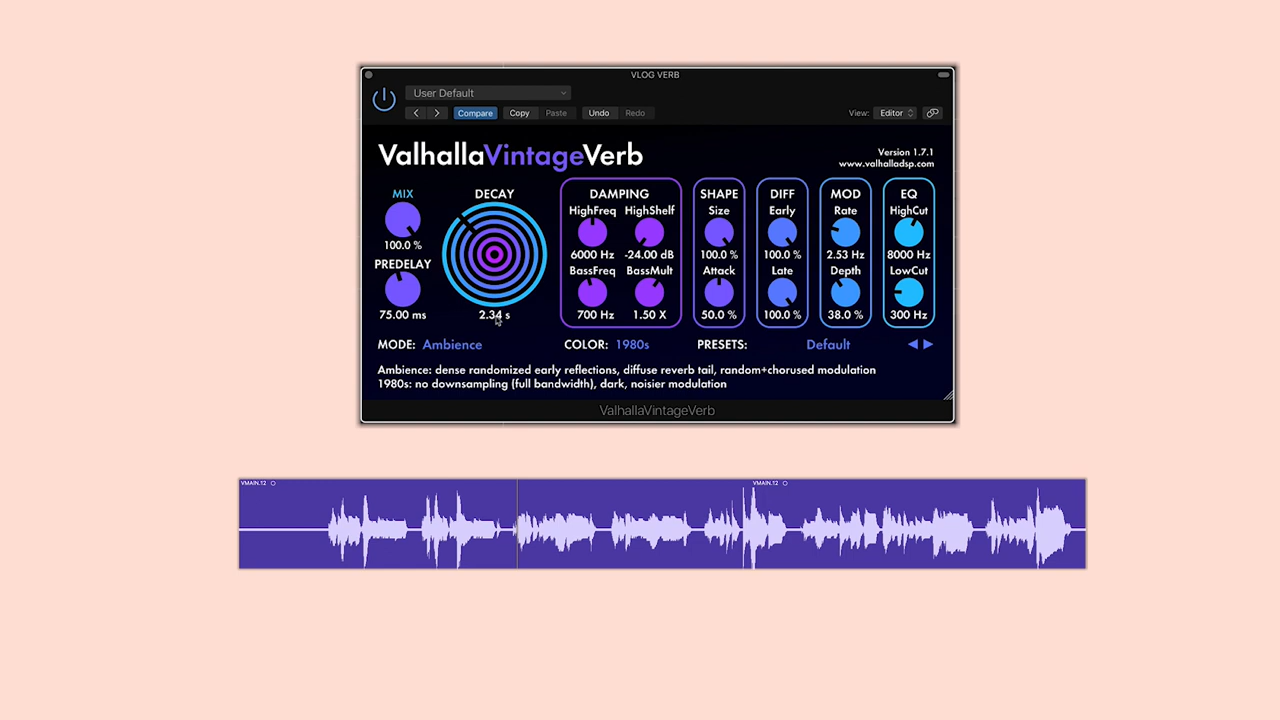 VLOG VERB
User Default
Compare Copy Paste Undo Redo View: Editor
ValhallaVintageVerb
Version 1.7.1
www.valhalladsp.com
MIX
100.0 %
PREDELAY
75.00 ms
DECAY
2.34 s
DAMPING
HighFreq HighShelf
6000 Hz -24.00 dB
BassFreq BassMult
700 Hz 1.50 X
SHAPE
Size
100.0 %
Attack
50.0 %
DIFF
Early
100.0 %
Late
100.0 %
MOD
Rate
2.53 Hz
Depth
38.0 %
EQ
HighCut
8000 Hz
LowCut
300 Hz
MODE: Ambience COLOR: 1980s PRESETS: Default
Ambience: dense randomized early reflections, diffuse reverb tail, random+chorused modulation
1980s: no downsampling (full bandwidth), dark, noisier modulation
ValhallaVintageVerb
VMAIN.12 VMAIN.12